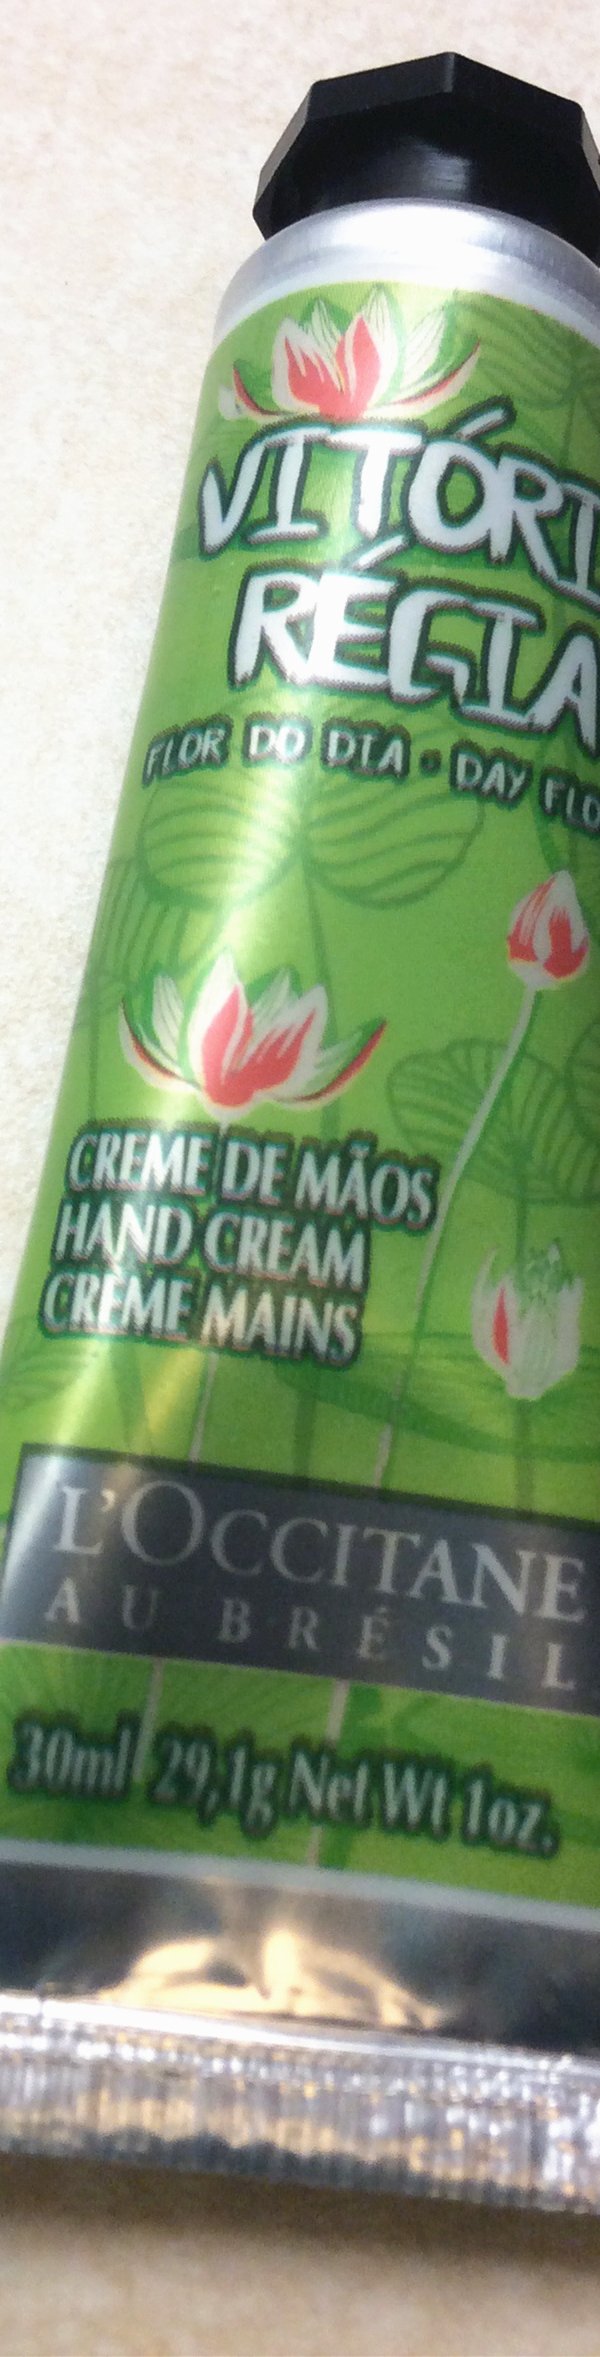 VITÓRI
RÉGIA
FLOR DO DIA • DAY FLO
CREME DE MÃOS
HAND CREAM
CRÈME MAINS
L'OCCITANE
AU BRÉSIL
30ml 29,1g Net Wt 1oz.